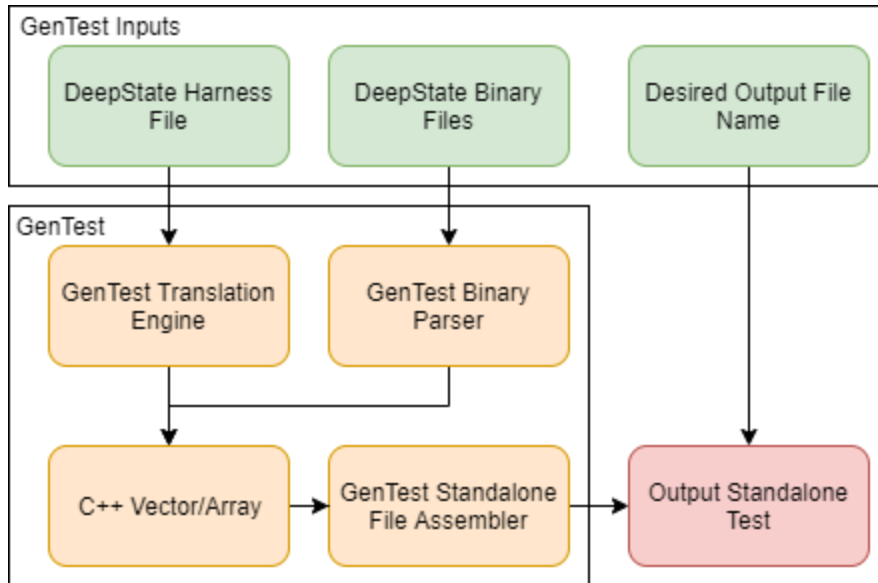 GenTest Inputs
DeepState Harness
File
DeepState Binary
Files
Desired Output File
Name
GenTest
GenTest Translation
Engine
GenTest Binary
Parser
C++ Vector/Array
GenTest Standalone
File Assembler
Output Standalone
Test